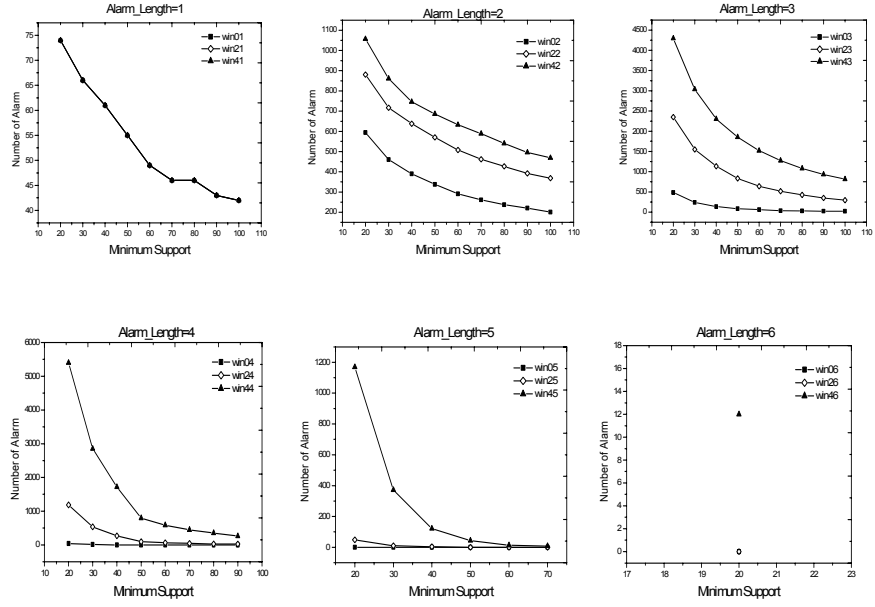 Alarm_Length=1
75
70
65
60
55
50
45
40
Number of Alarm
win01
win21
win41
10 20 30 40 50 60 70 80 90 100 110
Minimum Support
Alarm_Length=2
1100
1000
900
800
700
600
500
400
300
200
Number of Alarm
win02
win22
win42
10 20 30 40 50 60 70 80 90 100 110
Minimum Support
Alarm_Length=3
4500
4000
3500
3000
2500
2000
1500
1000
500
0
Number of Alarm
win03
win23
win43
10 20 30 40 50 60 70 80 90 100 110
Minimum Support
Alarm_Length=4
6000
5000
4000
3000
2000
1000
0
Number of Alarm
win04
win24
win44
10 20 30 40 50 60 70 80 90 100
Minimum Support
Alarm_Length=5
1200
1000
800
600
400
200
0
Number of Alarm
win05
win25
win45
20 30 40 50 60 70
Minimum Support
Alarm_Length=6
18
16
14
12
10
8
6
4
2
0
Number of Alarm
win06
win26
win46
17 18 19 20 21 22 23
Minimum Support